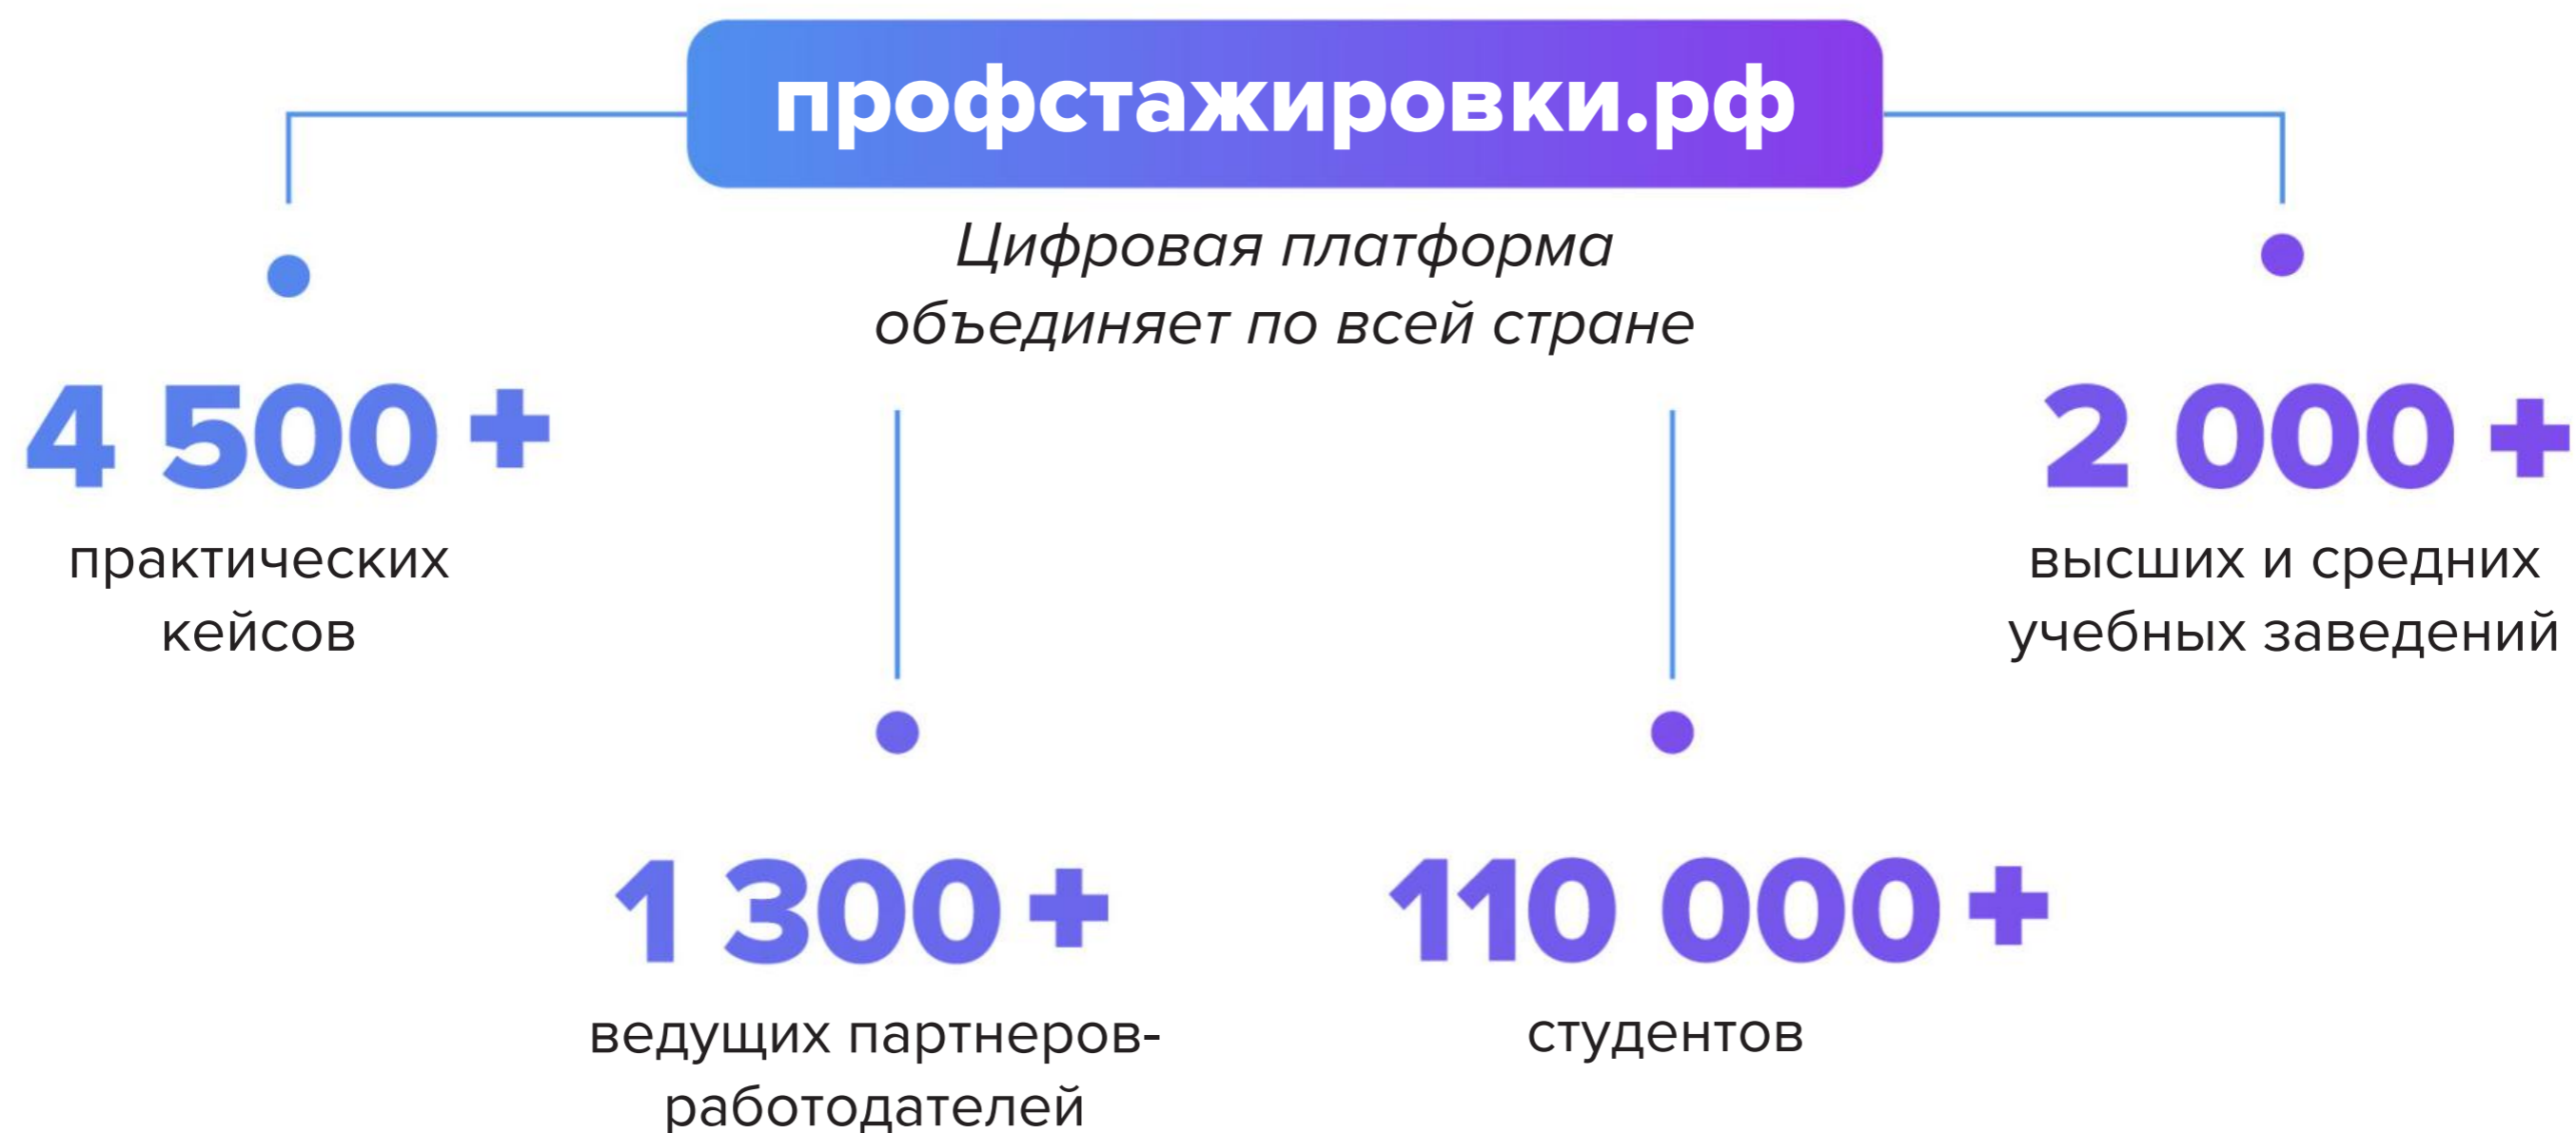 профстажировки.рф
Цифровая платформа
объединяет по всей стране
4 500 +
практических
кейсов
2 000 +
высших и средних
учебных заведений
1 300 +
ведущих партнеров-
работодателей
110 000 +
студентов